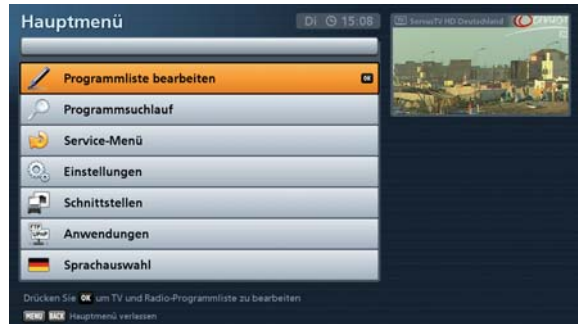 Hauptmenü
Di 15:08
ServusTV HD Deutschland
Programmliste bearbeiten OK
Programmsuchlauf
Service-Menü
Einstellungen
Schnittstellen
Anwendungen
Sprachauswahl
Drücken Sie OK um TV und Radio-Programmliste zu bearbeiten
MENU BACK Hauptmenü verlassen